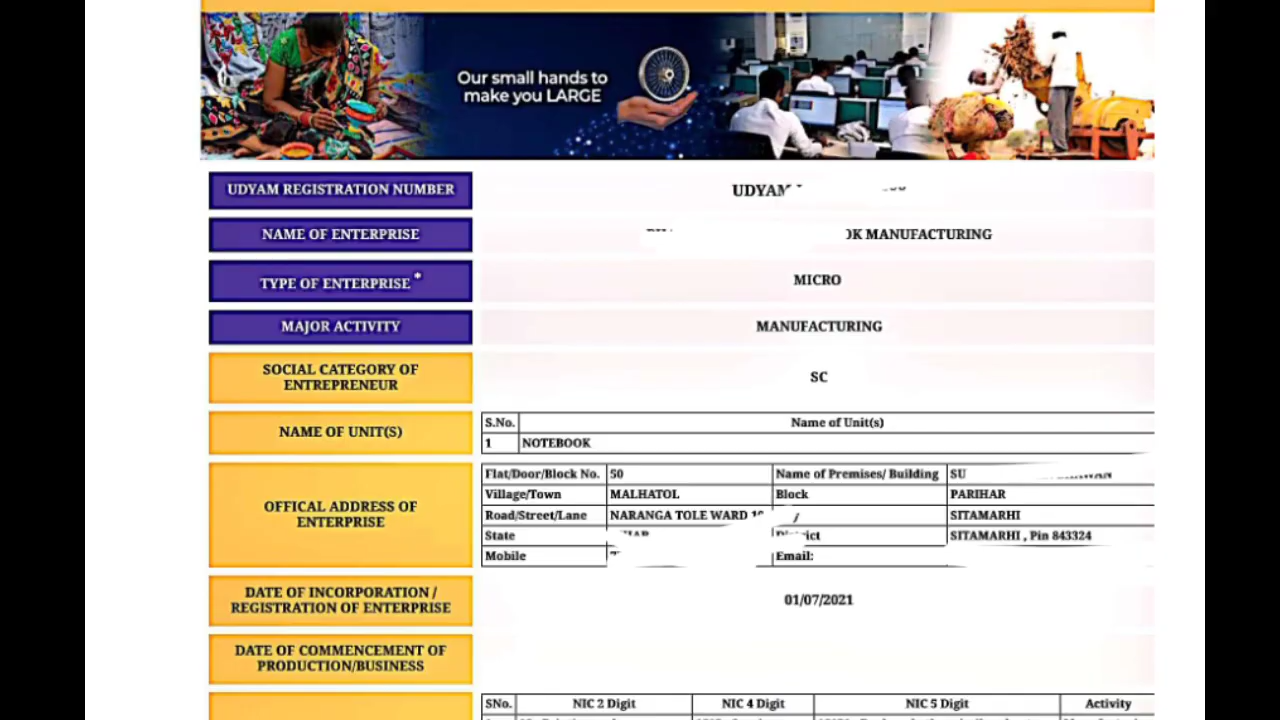 Our small hands to
make you LARGE
UDYAM REGISTRATION NUMBER
NAME OF ENTERPRISE MANUFACTURING
TYPE OF ENTERPRISE * MICRO
MAJOR ACTIVITY MANUFACTURING
SOCIAL CATEGORY OF
ENTREPRENEUR SC
NAME OF UNIT(S)
S.No. Name of Unit(s)
1 NOTEBOOK
OFFICAL ADDRESS OF
ENTERPRISE
Flat/Door/Block No. 50 Name of Premises/ Building SU
Village/Town MALHATOL Block PARIHAR
Road/Street/Lane NARANGA TOLE WARD SITAMARHI
State SITAMARHI , Pin 843324
Mobile Email:
DATE OF INCORPORATION /
REGISTRATION OF ENTERPRISE 01/07/2021
DATE OF COMMENCEMENT OF
PRODUCTION/BUSINESS
SNo. NIC 2 Digit NIC 4 Digit NIC 5 Digit Activity